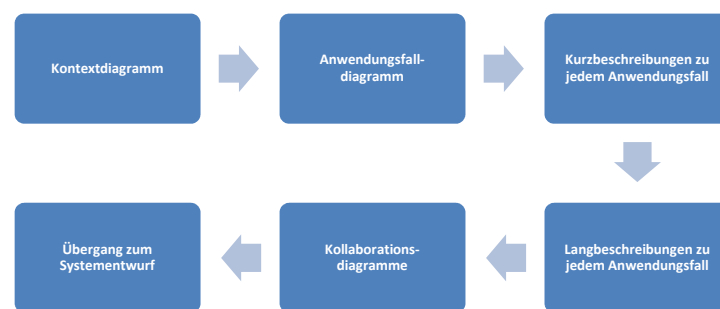 Kontextdiagramm
Anwendungsfall-
diagramm
Kurzbeschreibungen zu
jedem Anwendungsfall
Langbeschreibungen zu
jedem Anwendungsfall
Kollaborations-
diagramme
Übergang zum
Systementwurf